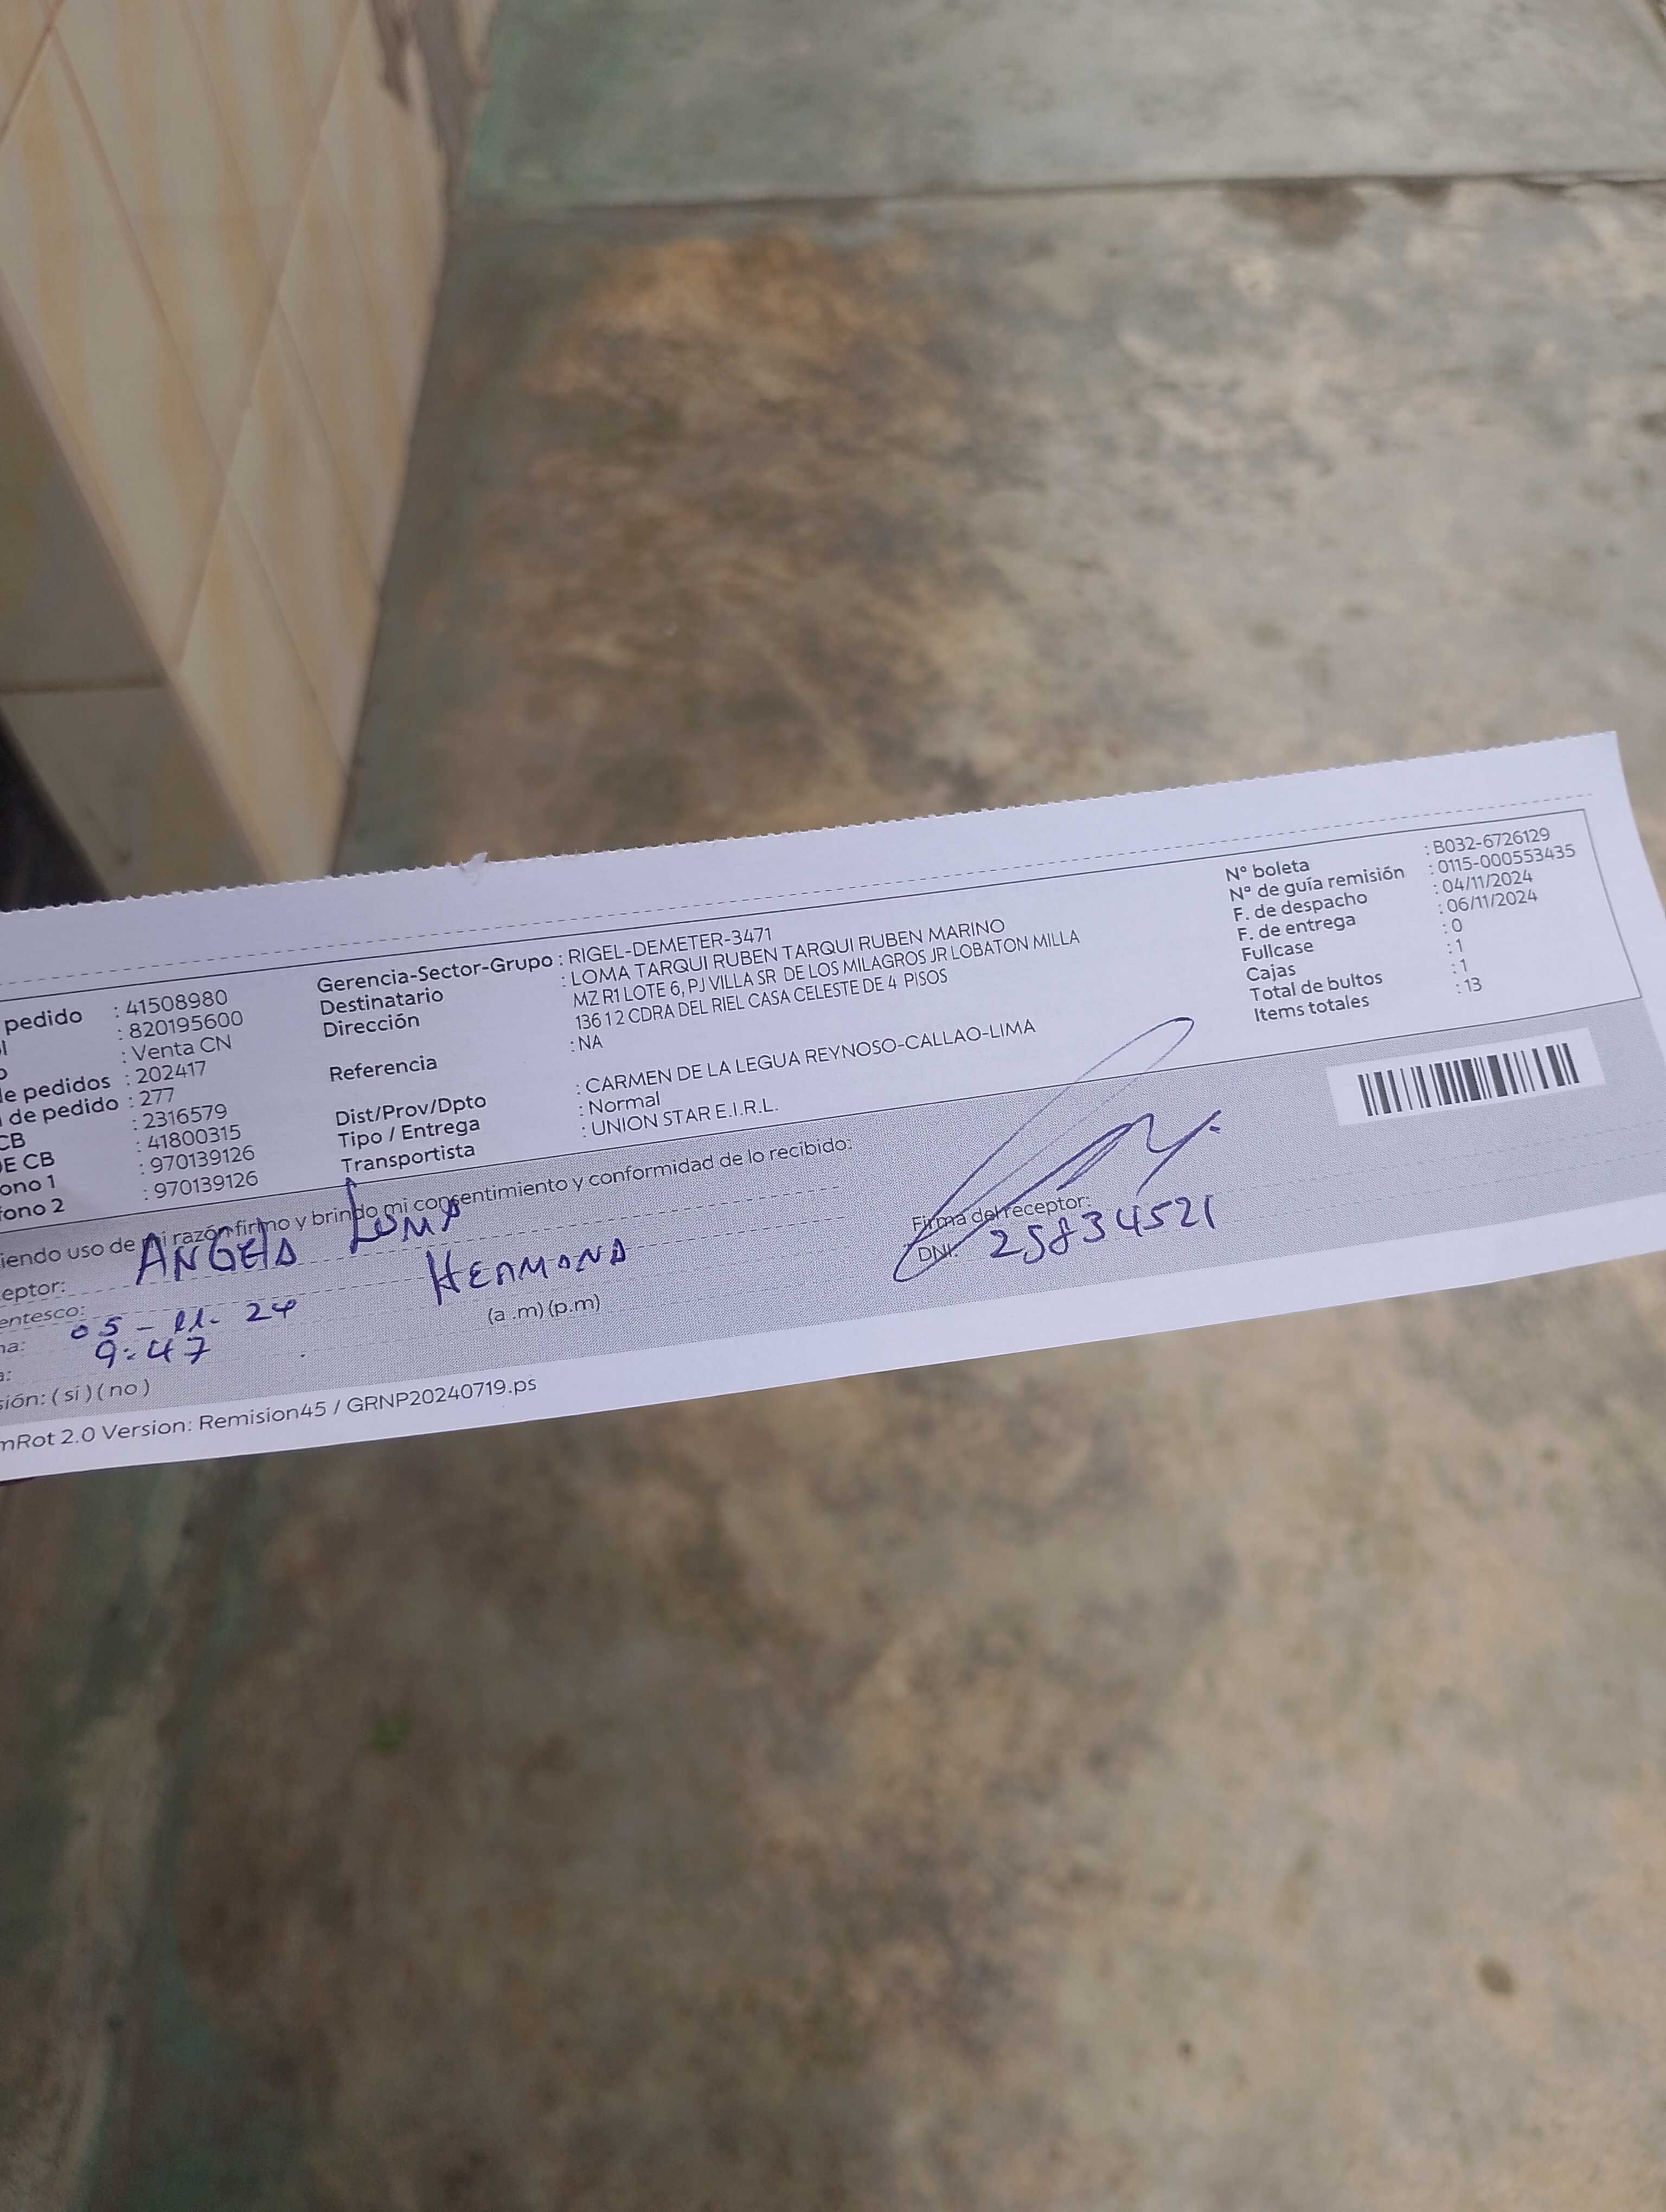 pedido : 41508980
: 820195600
: Venta CN
de pedidos : 202417
de pedido : 277
CB : 2316579
E CB : 41800315
ono 1 : 970139126
fono 2 : 970139126
Gerencia-Sector-Grupo : RIGEL-DEMETER-3471
Destinatario : LOMA TARQUI RUBEN TARQUI RUBEN MARINO
Dirección MZ R1 LOTE 6, PJ VILLA SR DE LOS MILAGROS JR LOBATON MILLA
136 12 CDRA DEL RIEL CASA CELESTE DE 4 PISOS
Referencia : NA
Dist/Prov/Dpto : CARMEN DE LA LEGUA REYNOSO-CALLAO-LIMA
Tipo / Entrega : Normal
Transportista : UNION STAR E.I.R.L.
N° boleta : B032-6726129
N° de guía remisión : 0115-000553435
F. de despacho : 04/11/2024
F. de entrega : 06/11/2024
Fullcase : 0
Cajas : 1
Total de bultos : 1
Items totales : 13
iendo uso de mi razón firmo y brindo mi consentimiento y conformidad de lo recibido:
eptor: ANGELA LOMA
entesco: HERMANA
05-11-24
9:47 (a.m) (p.m)
sión: (si) (no)
Firma del receptor:
DNI: 25834521
mRot 2.0 Version: Remision45 / GRNP20240719.ps